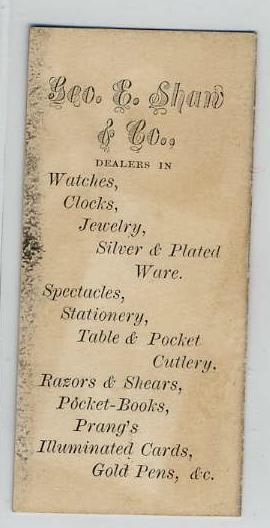 Geo. E. Shaw
& Co.,
DEALERS IN
Watches,
Clocks,
Jewelry,
Silver & Plated
Ware.
Spectacles,
Stationery,
Table & Pocket
Cutlery.
Razors & Shears,
Pocket-Books,
Prang's
Illuminated Cards,
Gold Pens, &c.